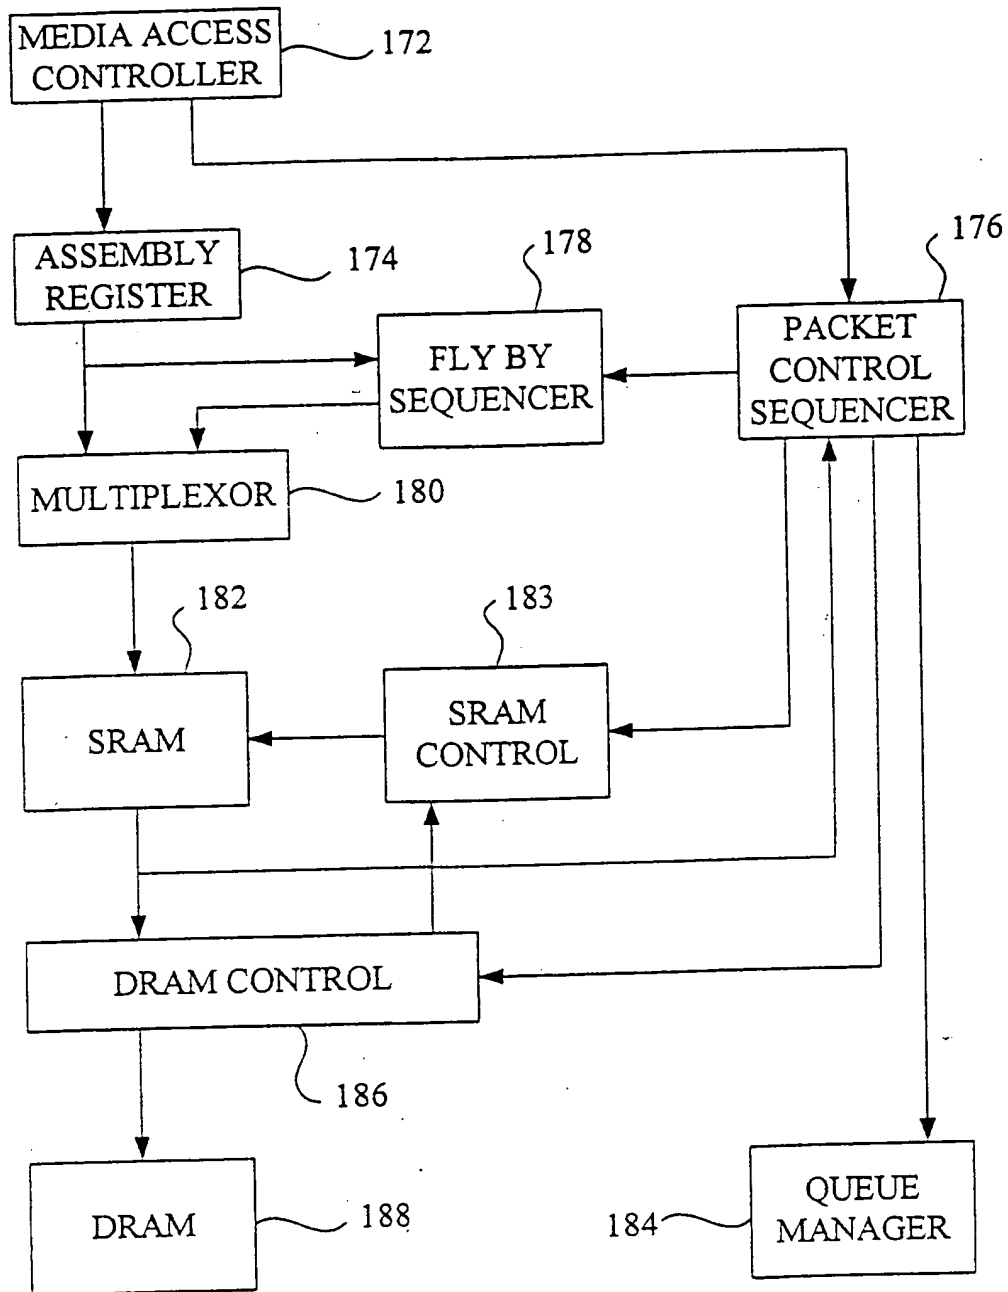 MEDIA ACCESS
CONTROLLER
172
ASSEMBLY
REGISTER
174
178
176
FLY BY
SEQUENCER
PACKET
CONTROL
SEQUENCER
MULTIPLEXOR
180
182
183
SRAM
SRAM
CONTROL
DRAM CONTROL
186
DRAM
188
184
QUEUE
MANAGER